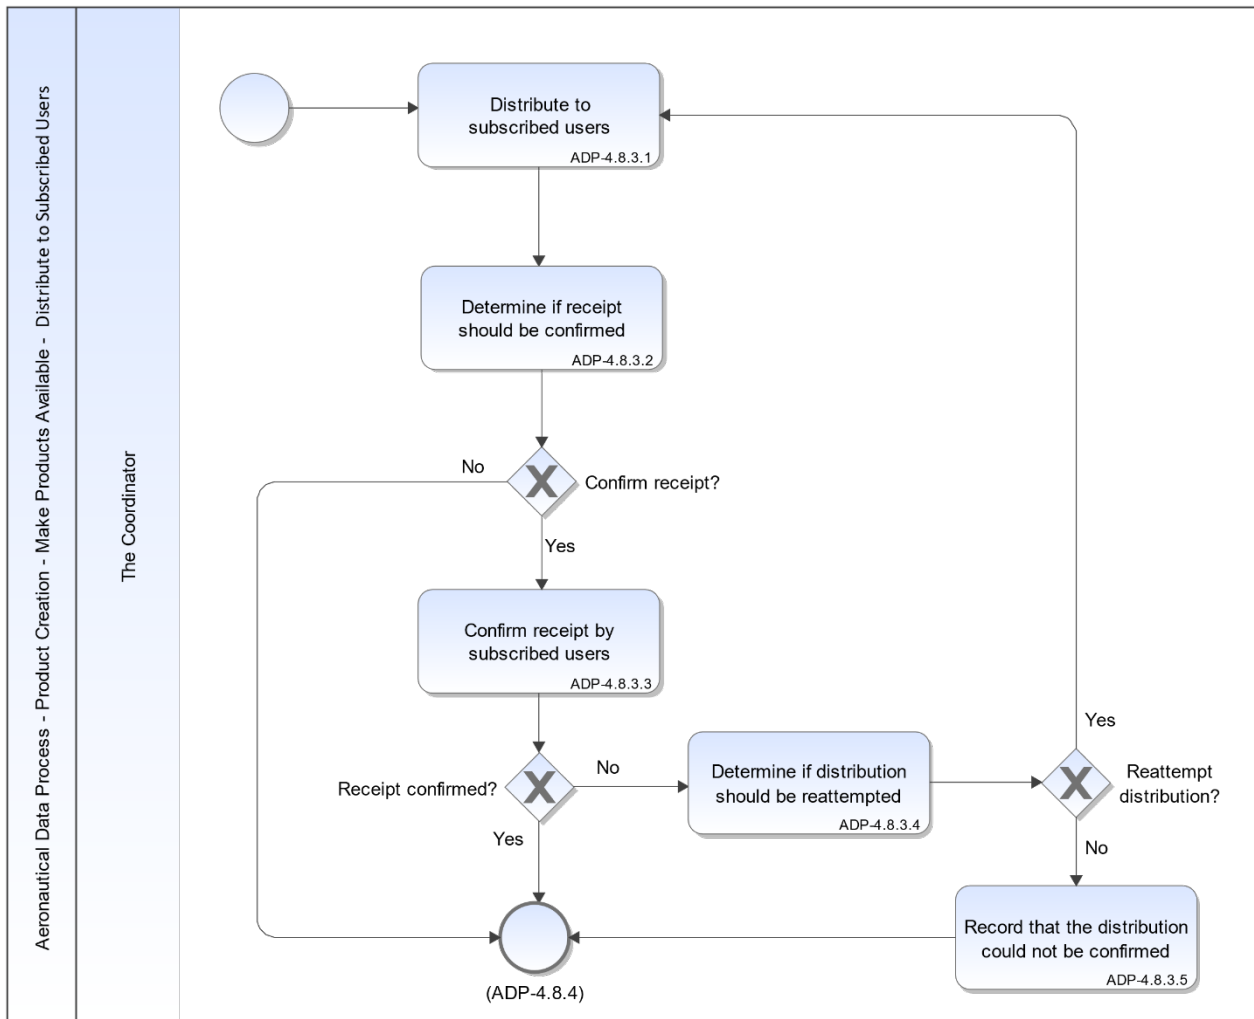 Aeronautical Data Process - Product Creation - Make Products Available - Distribute to Subscribed Users
The Coordinator
Distribute to
subscribed users
ADP-4.8.3.1
Determine if receipt
should be confirmed
ADP-4.8.3.2
No
Confirm receipt?
Yes
Confirm receipt by
subscribed users
ADP-4.8.3.3
Receipt confirmed?
No
Yes
Determine if distribution
should be reattempted
ADP-4.8.3.4
Yes
Reattempt
distribution?
No
Record that the distribution
could not be confirmed
ADP-4.8.3.5
(ADP-4.8.4)